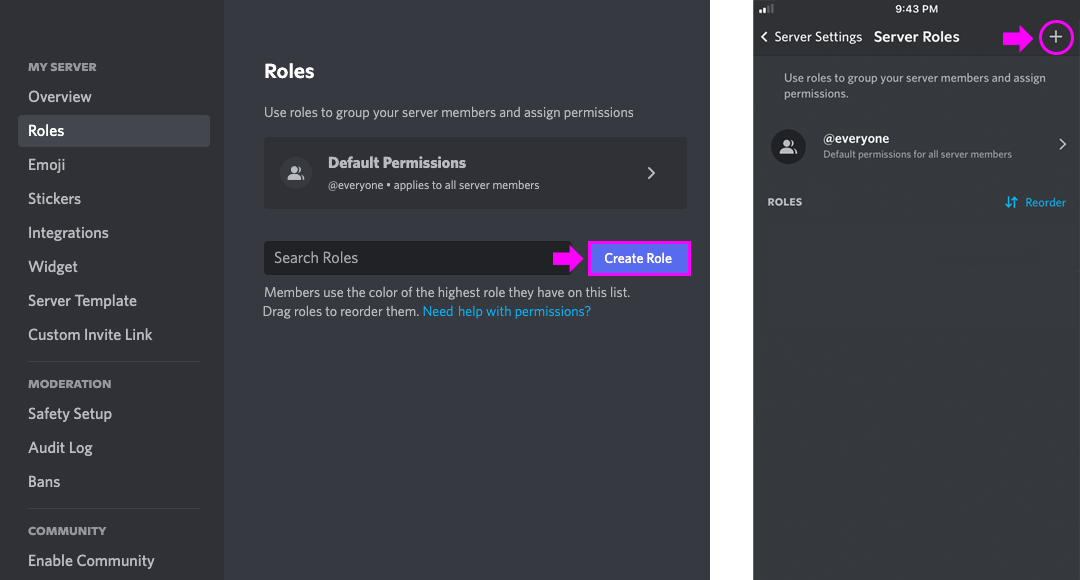 MY SERVER
Overview
Roles
Emoji
Stickers
Integrations
Widget
Server Template
Custom Invite Link
MODERATION
Safety Setup
Audit Log
Bans
COMMUNITY
Enable Community
Roles
Use roles to group your server members and assign permissions
Default Permissions
@everyone • applies to all server members
Search Roles
Create Role
Members use the color of the highest role they have on this list.
Drag roles to reorder them. Need help with permissions?
9:43 PM
Server Settings Server Roles
Use roles to group your server members and assign
permissions.
@everyone
Default permissions for all server members
ROLES Reorder